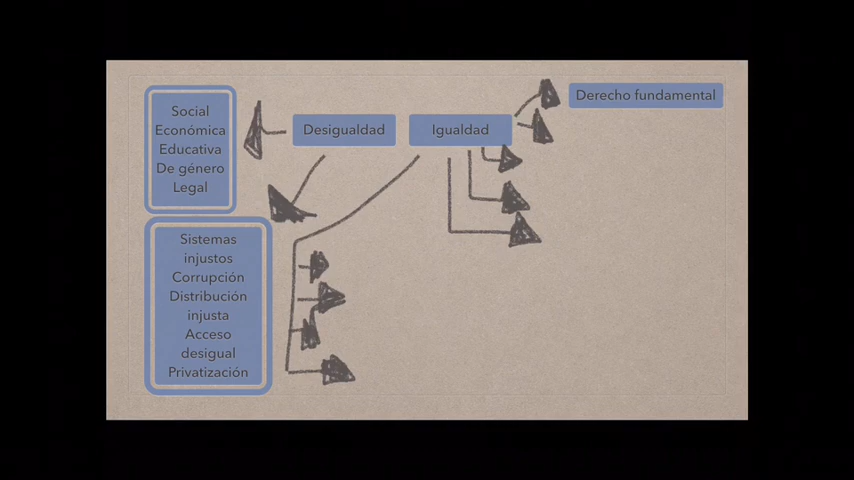 Social
Económica
Educativa
De género
Legal
Desigualdad
Igualdad
Derecho fundamental
Sistemas
injustos
Corrupción
Distribución
injusta
Acceso
desigual
Privatización